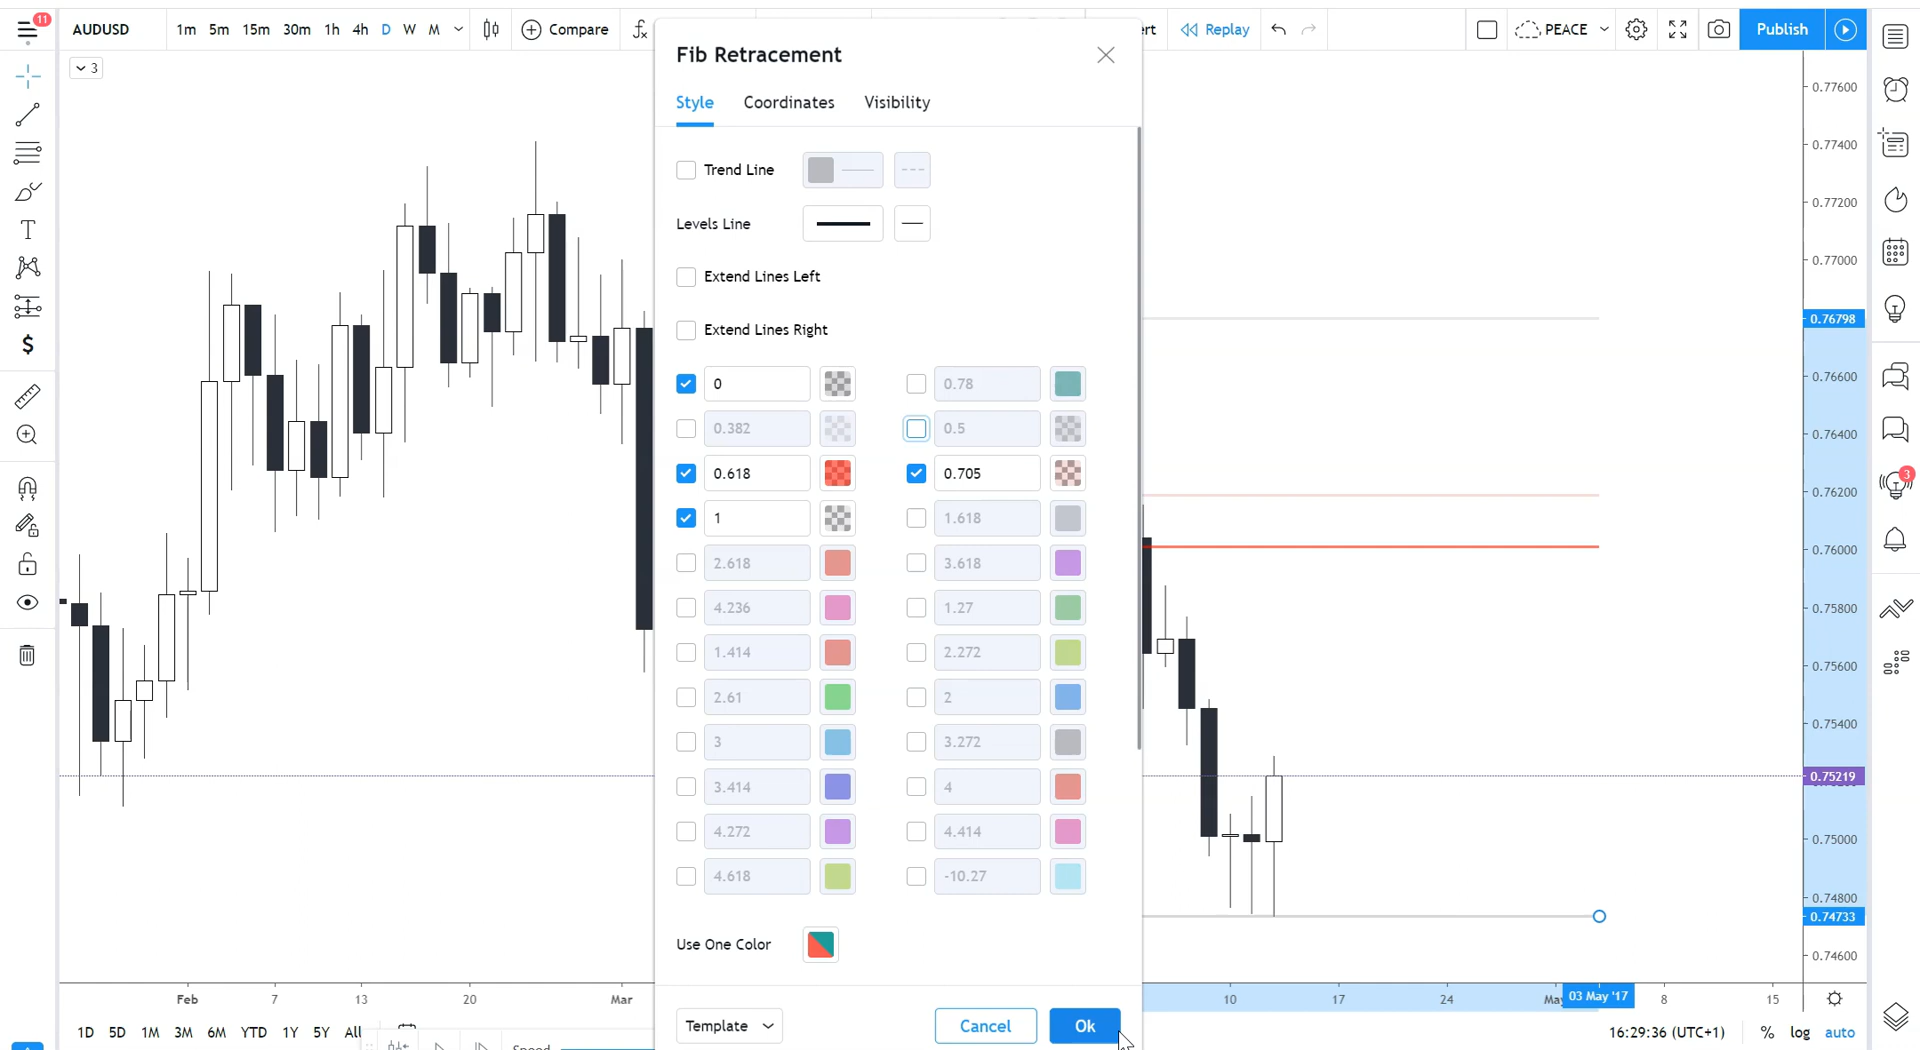 11
AUDUSD 1m 5m 15m 30m 1h 4h D W M Compare fx ert Replay PEACE Publish
3
Fib Retracement
Style Coordinates Visibility
Trend Line
Levels Line
Extend Lines Left
Extend Lines Right
0 0.78
0.382 0.5
0.618 0.705
1 1.618
2.618 3.618
4.236 1.27
1.414 2.272
2.61 2
3 3.272
3.414 4
4.272 4.414
4.618 -10.27
Use One Color
Template Cancel Ok
0.77600
0.77400
0.77200
0.77000
0.76798
0.76600
0.76400
0.76200
0.76000
0.75800
0.75600
0.75400
0.75219
0.75000
0.74800
0.74733
0.74600
3
T
$
Feb 7 13 20 Mar 10 17 24 May 03 May '17 8 15
1D 5D 1M 3M 6M YTD 1Y 5Y All 16:29:36 (UTC+1) % log auto
Speed